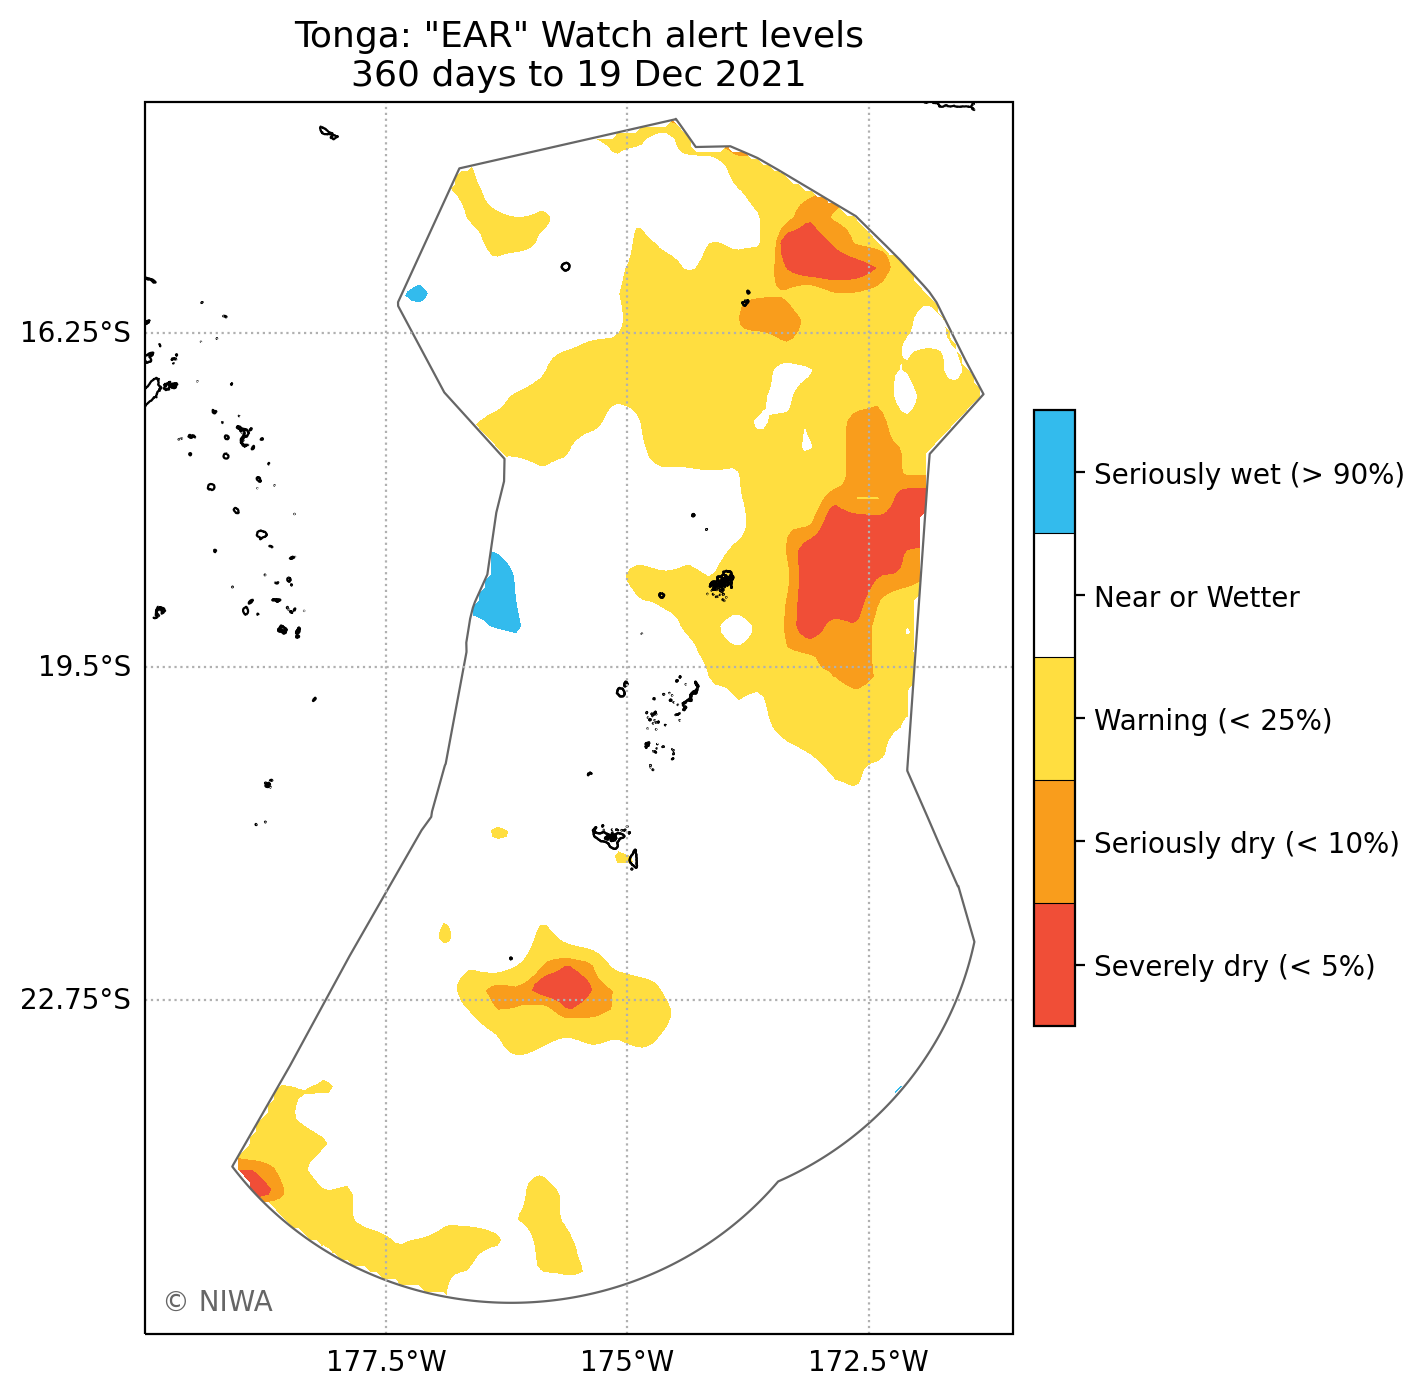 Tonga: "EAR" Watch alert levels
360 days to 19 Dec 2021
16.25°S
19.5°S
22.75°S
177.5°W
175°W
172.5°W
Seriously wet (> 90%)
Near or Wetter
Warning (< 25%)
Seriously dry (< 10%)
Severely dry (< 5%)
© NIWA